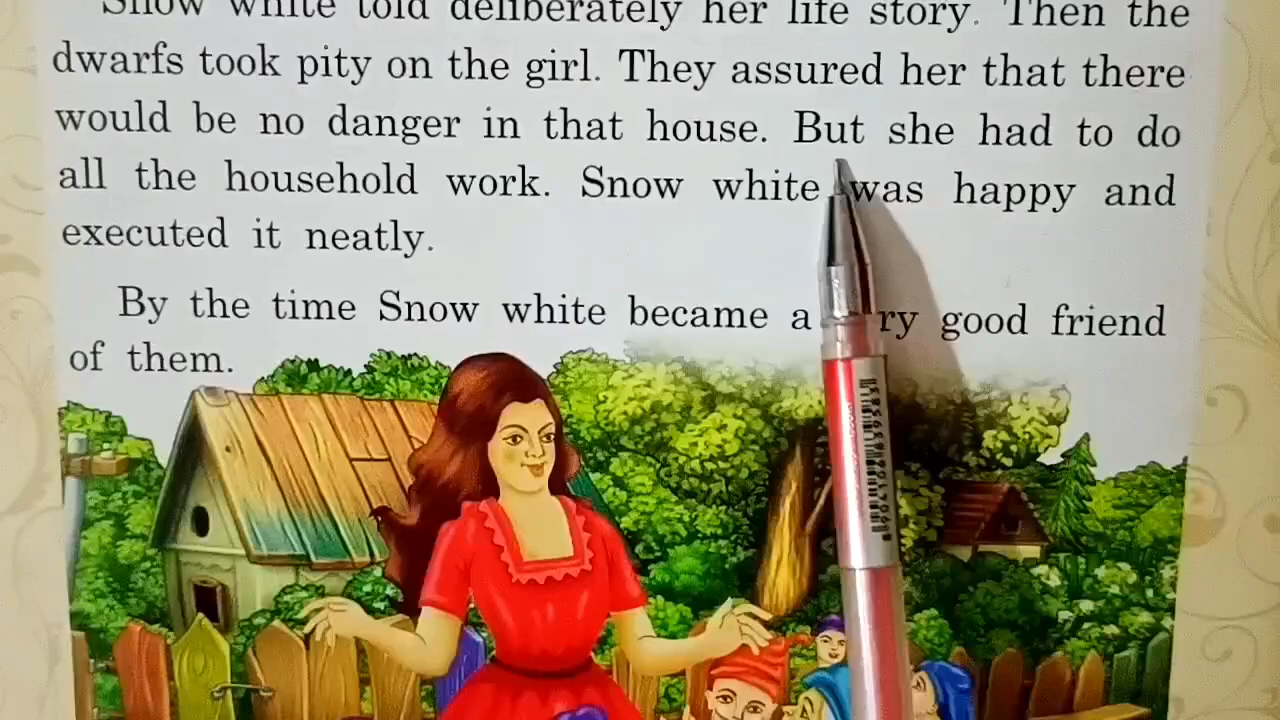 Snow white told deliberately her life story. Then the
dwarfs took pity on the girl. They assured her that there
would be no danger in that house. But she had to do
all the household work. Snow white was happy and
executed it neatly.
By the time Snow white became a ry good friend
of them.